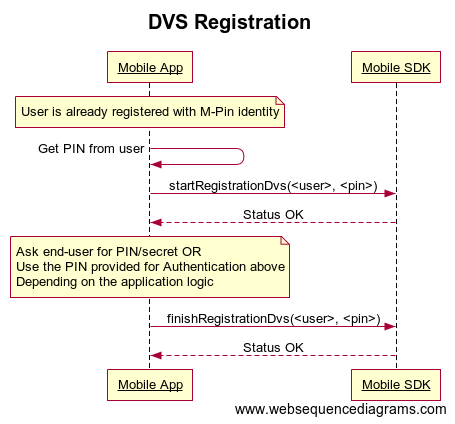 DVS Registration
Mobile App
Mobile SDK
User is already registered with M-Pin identity
Get PIN from user
startRegistrationDvs(<user>, <pin>)
Status OK
Ask end-user for PIN/secret OR
Use the PIN provided for Authentication above
Depending on the application logic
finishRegistrationDvs(<user>, <pin>)
Status OK
Mobile App
Mobile SDK
www.websequencediagrams.com